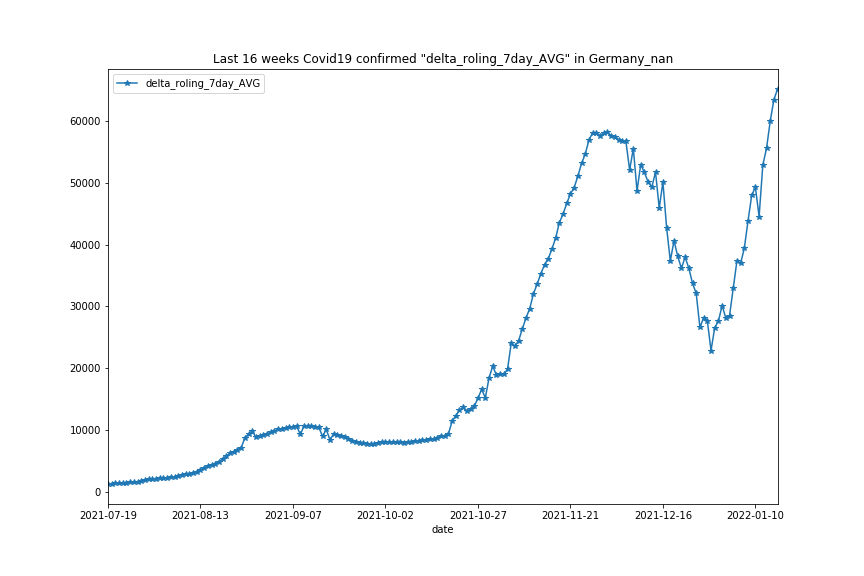 Last 16 weeks Covid19 confirmed "delta_roling_7day_AVG" in Germany_nan
delta_roling_7day_AVG
60000
50000
40000
30000
20000
10000
0
2021-07-19 2021-08-13 2021-09-07 2021-10-02 2021-10-27 2021-11-21 2021-12-16 2022-01-10
date